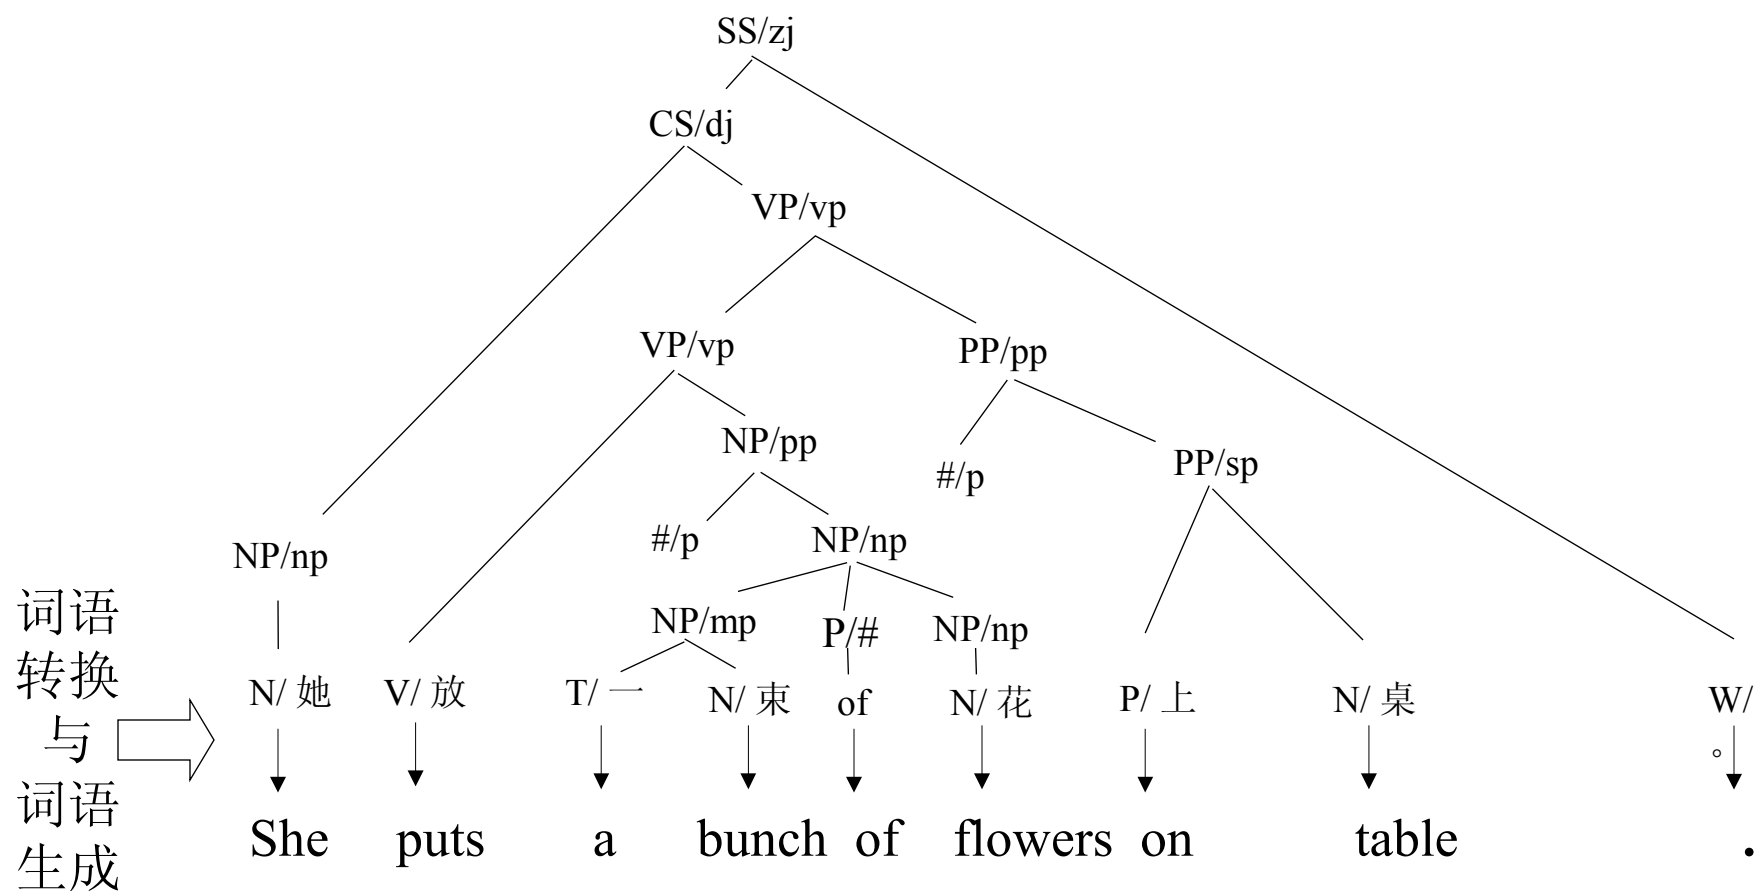 SS/zj
CS/dj
VP/vp
VP/vp PP/pp
NP/pp
#/p PP/sp
#/p NP/np
NP/np
NP/mp P/# NP/np
N/ 她 V/ 放 T/ 一 N/ 束 of N/ 花 P/ 上 N/ 桌 W/
。
词语
转换
与
词语
生成
She puts a bunch of flowers on table .